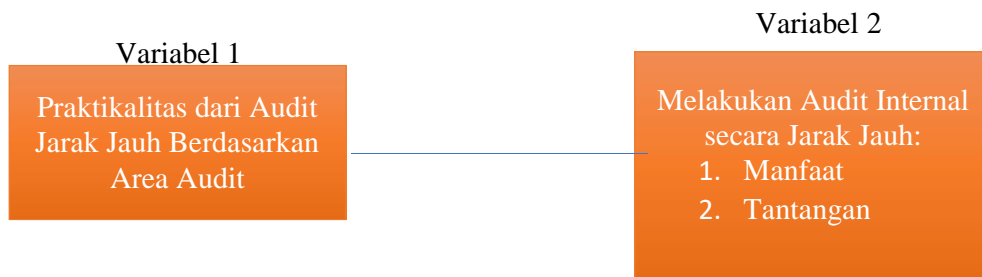 Variabel 1
Praktikalitas dari Audit
Jarak Jauh Berdasarkan
Area Audit
Variabel 2
Melakukan Audit Internal
secara Jarak Jauh:
1. Manfaat
2. Tantangan